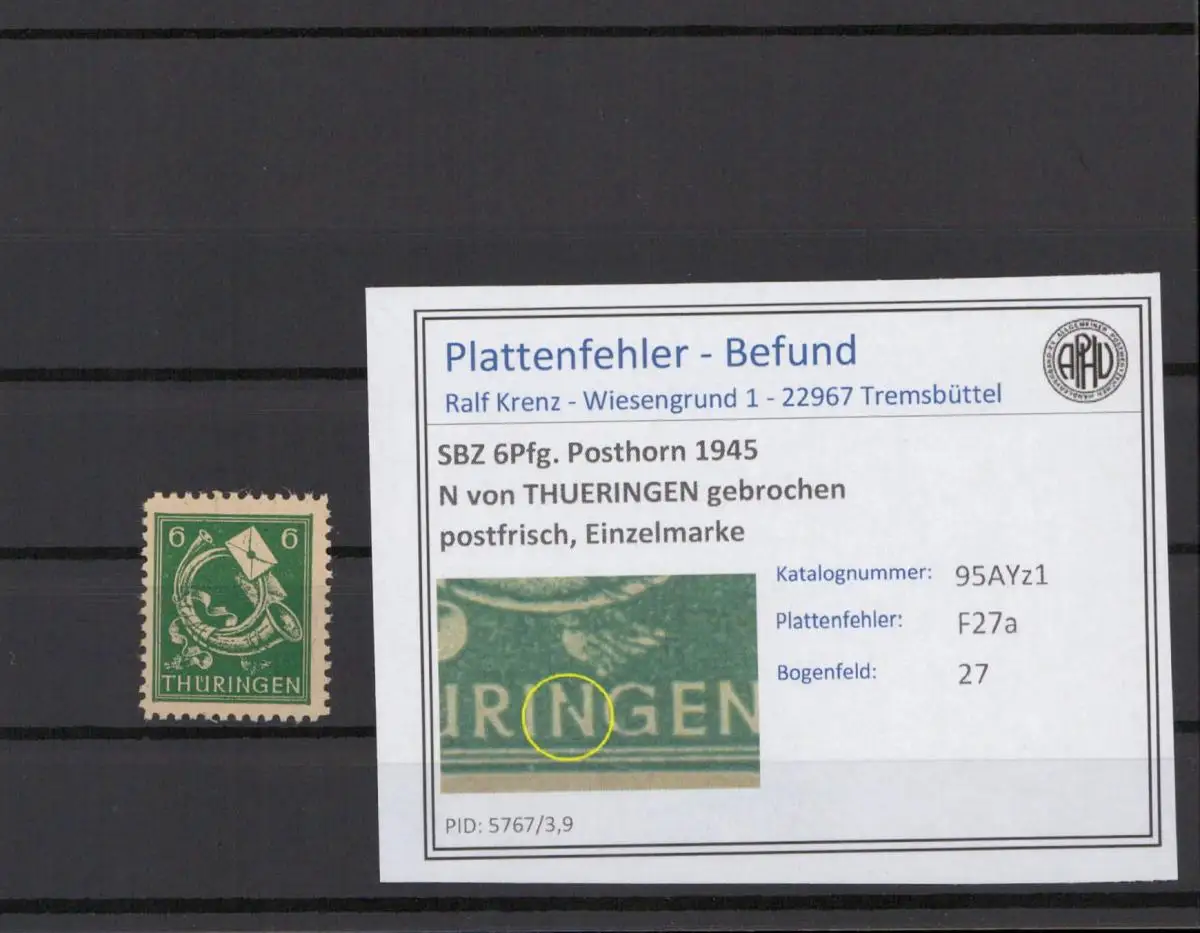 6 6
THÜRINGEN
Plattenfehler - Befund
Ralf Krenz - Wiesengrund 1 - 22967 Tremsbüttel
APHV
SBZ 6Pfg. Posthorn 1945
N von THUERINGEN gebrochen
postfrisch, Einzelmarke
Katalognummer: 95AYz1
Plattenfehler: F27a
Bogenfeld: 27
ÜRINGEN
PID: 5767/3,9